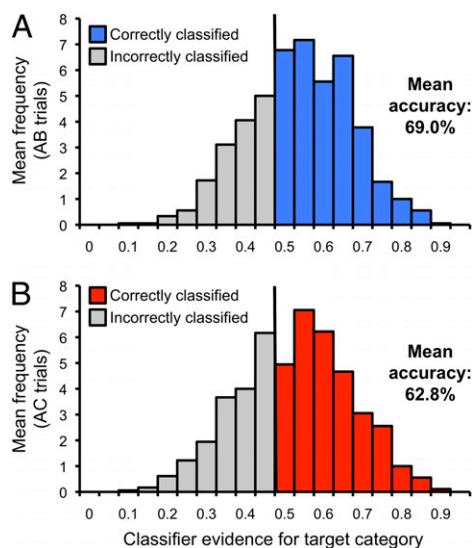 A
Correctly classified
Incorrectly classified
Mean accuracy: 69.0%
Mean frequency
(AB trials)
8
7
6
5
4
3
2
1
0
0 0.1 0.2 0.3 0.4 0.5 0.6 0.7 0.8 0.9
B
Correctly classified
Incorrectly classified
Mean
accuracy:
62.8%
Mean frequency
(AC trials)
8
7
6
5
4
3
2
1
0
0 0.1 0.2 0.3 0.4 0.5 0.6 0.7 0.8 0.9
Classifier evidence for target category